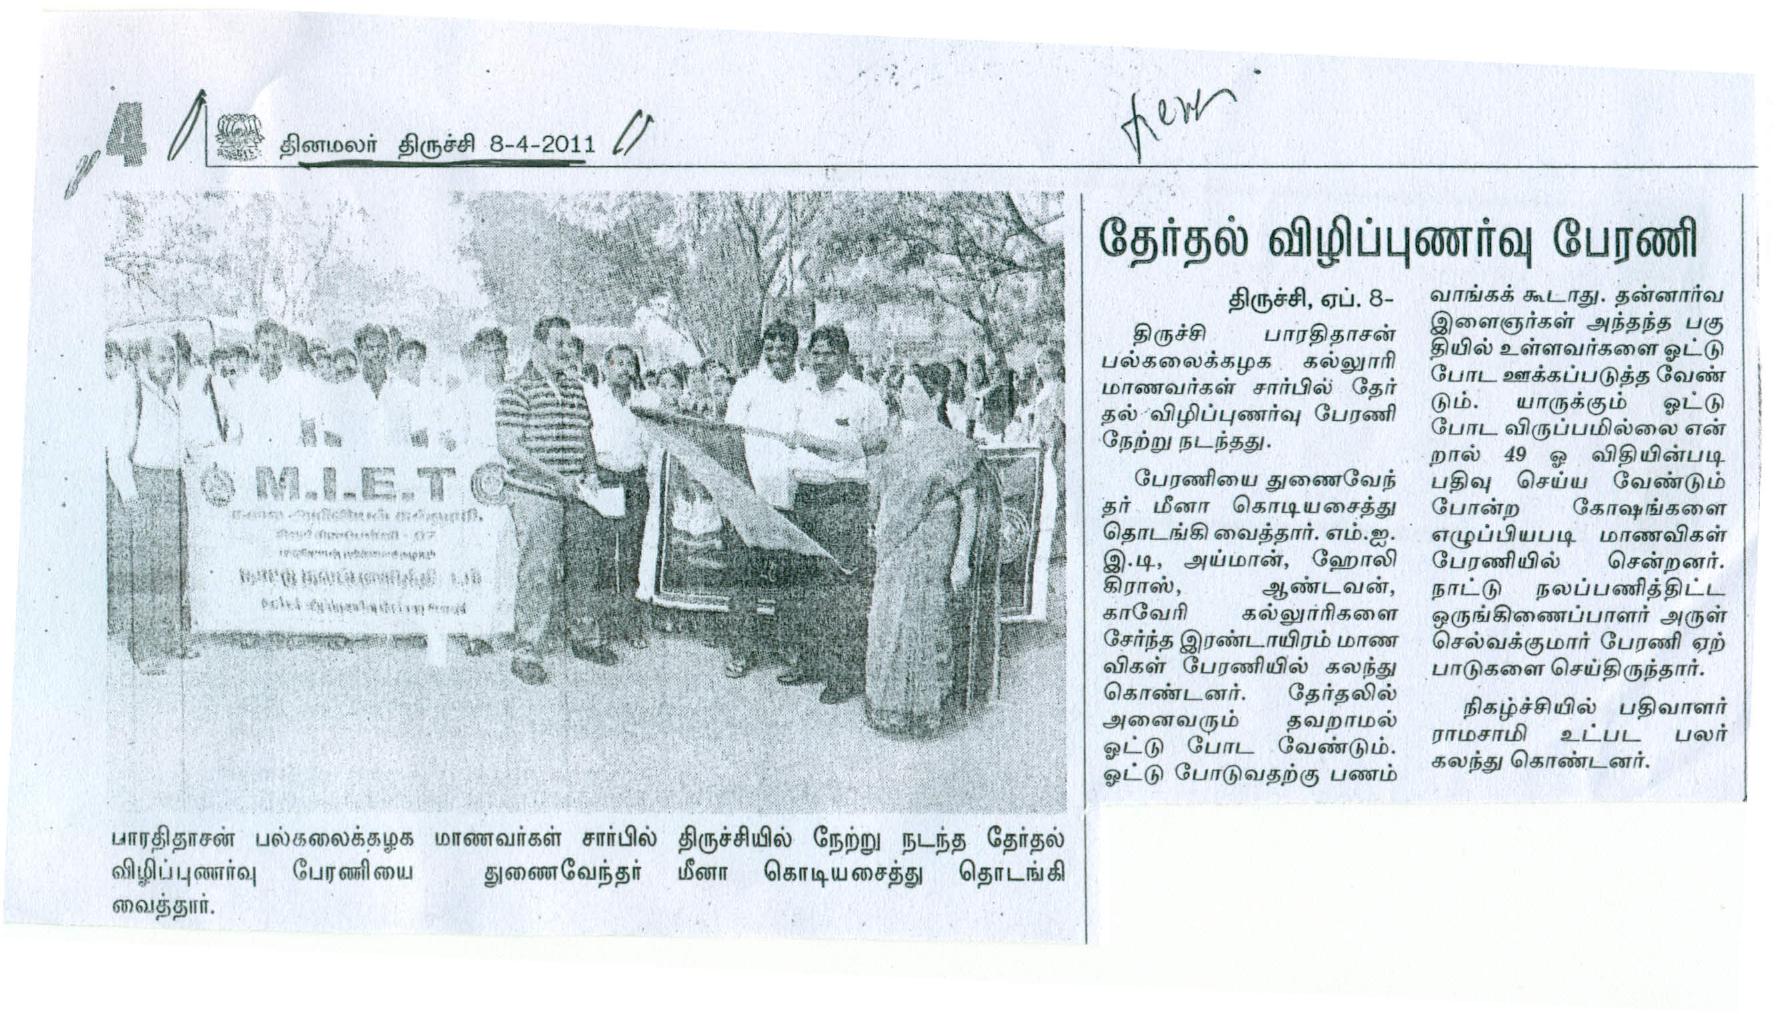 4
தினமலர் திருச்சி 8-4-2011
தேர்தல் விழிப்புணர்வு பேரணி
திருச்சி, ஏப். 8-
திருச்சி பாரதிதாசன்
பல்கலைக்கழக கல்லூரி
மாணவர்கள் சார்பில் தேர்
தல் விழிப்புணர்வு பேரணி
நேற்று நடந்தது.
பேரணியை துணைவேந்
தர் மீனா கொடியசைத்து
தொடங்கி வைத்தார். எம்.ஐ.
இ.டி, அய்மான், ஹோலி
கிராஸ், ஆண்டவன்,
காவேரி கல்லூரிகளை
சேர்ந்த இரண்டாயிரம் மாண
விகள் பேரணியில் கலந்து
கொண்டனர். தேர்தலில்
அனைவரும் தவறாமல்
ஓட்டு போட வேண்டும்.
ஓட்டு போடுவதற்கு பணம்
வாங்கக் கூடாது. தன்னார்வ
இளைஞர்கள் அந்தந்த பகு
தியில் உள்ளவர்களை ஓட்டு
போட ஊக்கப்படுத்த வேண்
டும். யாருக்கும் ஓட்டு
போட விருப்பமில்லை என்
றால் 49 ஓ விதியின்படி
பதிவு செய்ய வேண்டும்
போன்ற கோஷங்களை
எழுப்பியபடி மாணவிகள்
பேரணியில் சென்றனர்.
நாட்டு நலப்பணித்திட்ட
ஒருங்கிணைப்பாளர் அருள்
செல்வக்குமார் பேரணி ஏற்
பாடுகளை செய்திருந்தார்.
நிகழ்ச்சியில் பதிவாளர்
ராமசாமி உட்பட பலர்
கலந்து கொண்டனர்.
M.I.E.T
பாரதிதாசன் பல்கலைக்கழக மாணவர்கள் சார்பில் திருச்சியில் நேற்று நடந்த தேர்தல்
விழிப்புணர்வு பேரணியை துணைவேந்தர் மீனா கொடியசைத்து தொடங்கி
வைத்தார்.